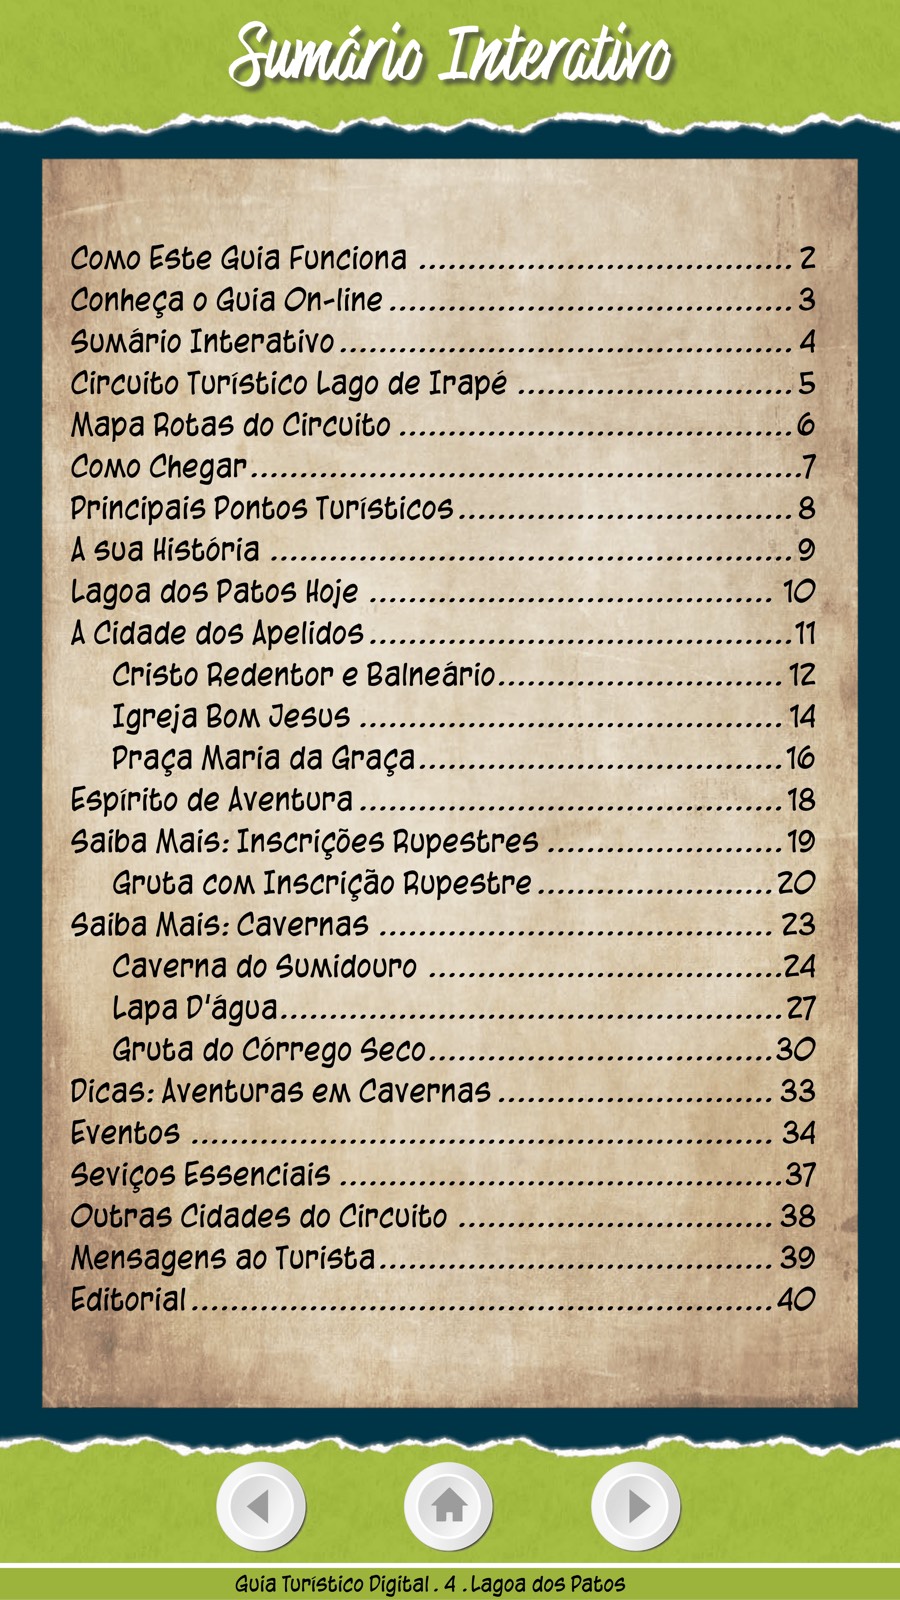 Sumário Interativo
Como Este Guia Funciona ........................................ 2
Conheça o Guia On-line ........................................... 3
Sumário Interativo ................................................ 4
Circuito Turístico Lago de Irapé ............................. 5
Mapa Rotas do Circuito .......................................... 6
Como Chegar ......................................................... 7
Principais Pontos Turísticos ................................... 8
A sua História ...................................................... 9
Lagoa dos Patos Hoje ........................................... 10
A Cidade dos Apelidos ........................................... 11
Cristo Redentor e Balneário ............................. 12
Igreja Bom Jesus ............................................ 14
Praça Maria da Graça ..................................... 16
Espírito de Aventura ............................................ 18
Saiba Mais: Inscrições Rupestres ......................... 19
Gruta com Inscrição Rupestre ......................... 20
Saiba Mais: Cavernas .......................................... 23
Caverna do Sumidouro .................................... 24
Lapa D'água .................................................... 27
Gruta do Córrego Seco .................................... 30
Dicas: Aventuras em Cavernas ............................. 33
Eventos ............................................................. 34
Seviços Essenciais .............................................. 37
Outras Cidades do Circuito .................................. 38
Mensagens ao Turista ......................................... 39
Editorial ............................................................ 40
Guia Turístico Digital . 4 . Lagoa dos Patos